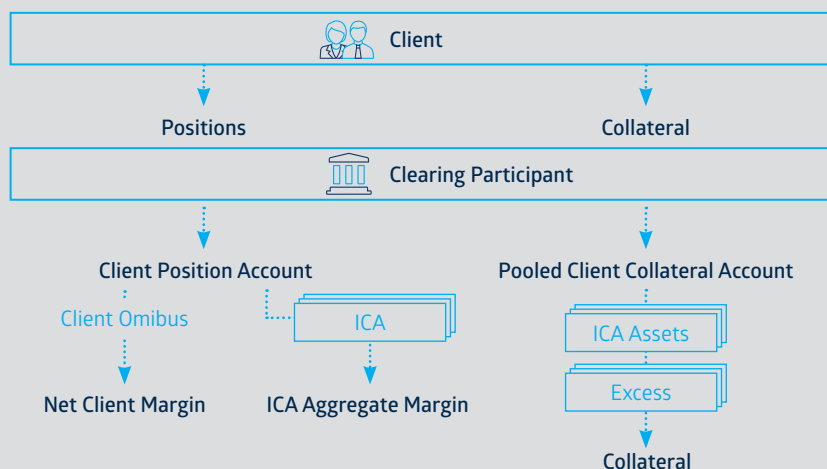 Client
Positions
Collateral
Clearing Participant
Client Position Account
Pooled Client Collateral Account
Client Omibus
ICA
ICA Assets
Excess
Net Client Margin
ICA Aggregate Margin
Collateral